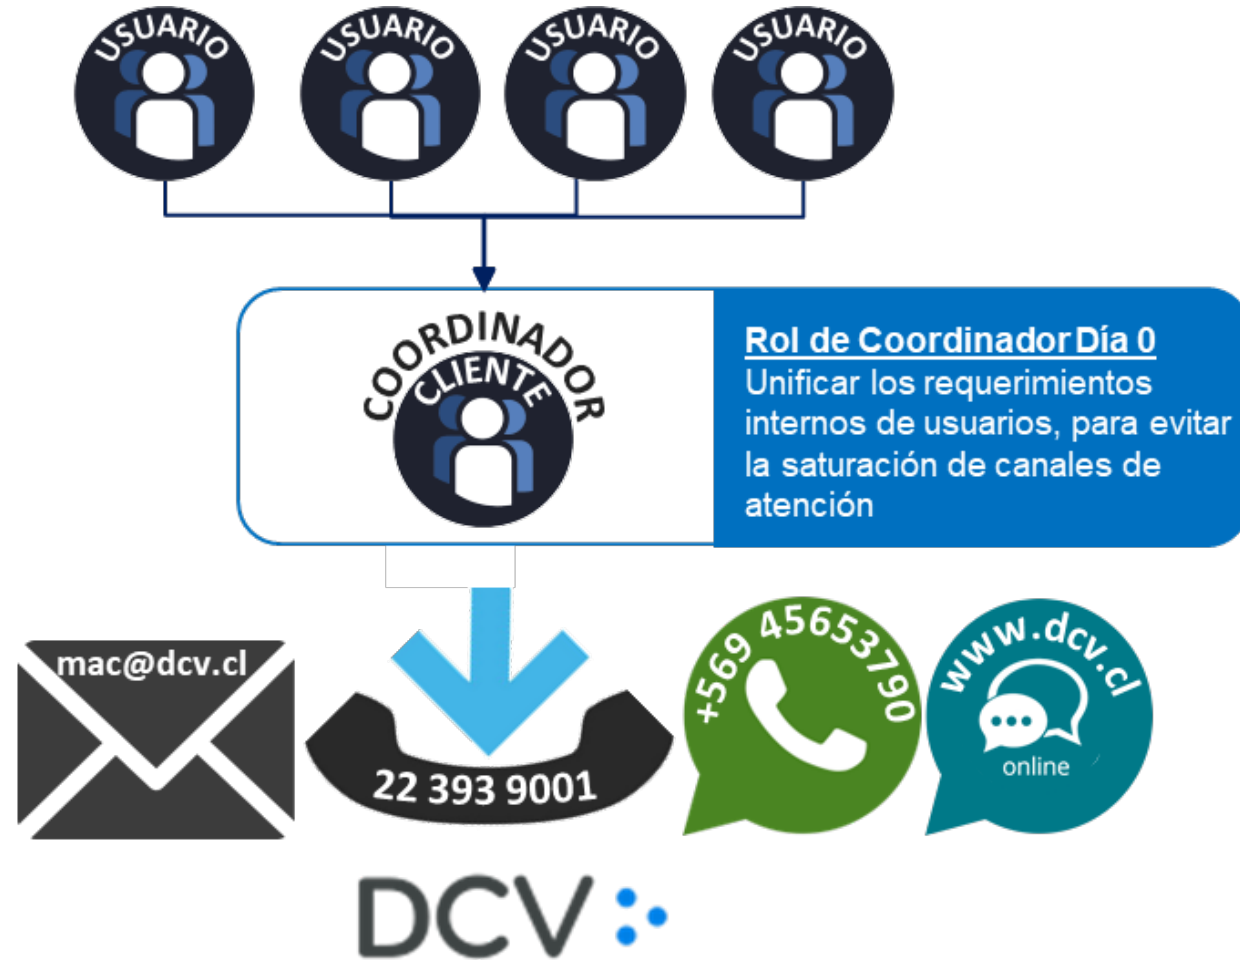 USUARIO
USUARIO
USUARIO
USUARIO
COORDINADOR
CLIENTE
Rol de Coordinador Día 0
Unificar los requerimientos
internos de usuarios, para evitar
la saturación de canales de
atención
mac@dcv.cl
22 393 9001
+569 45653790
www.dcv.cl
online
DCV